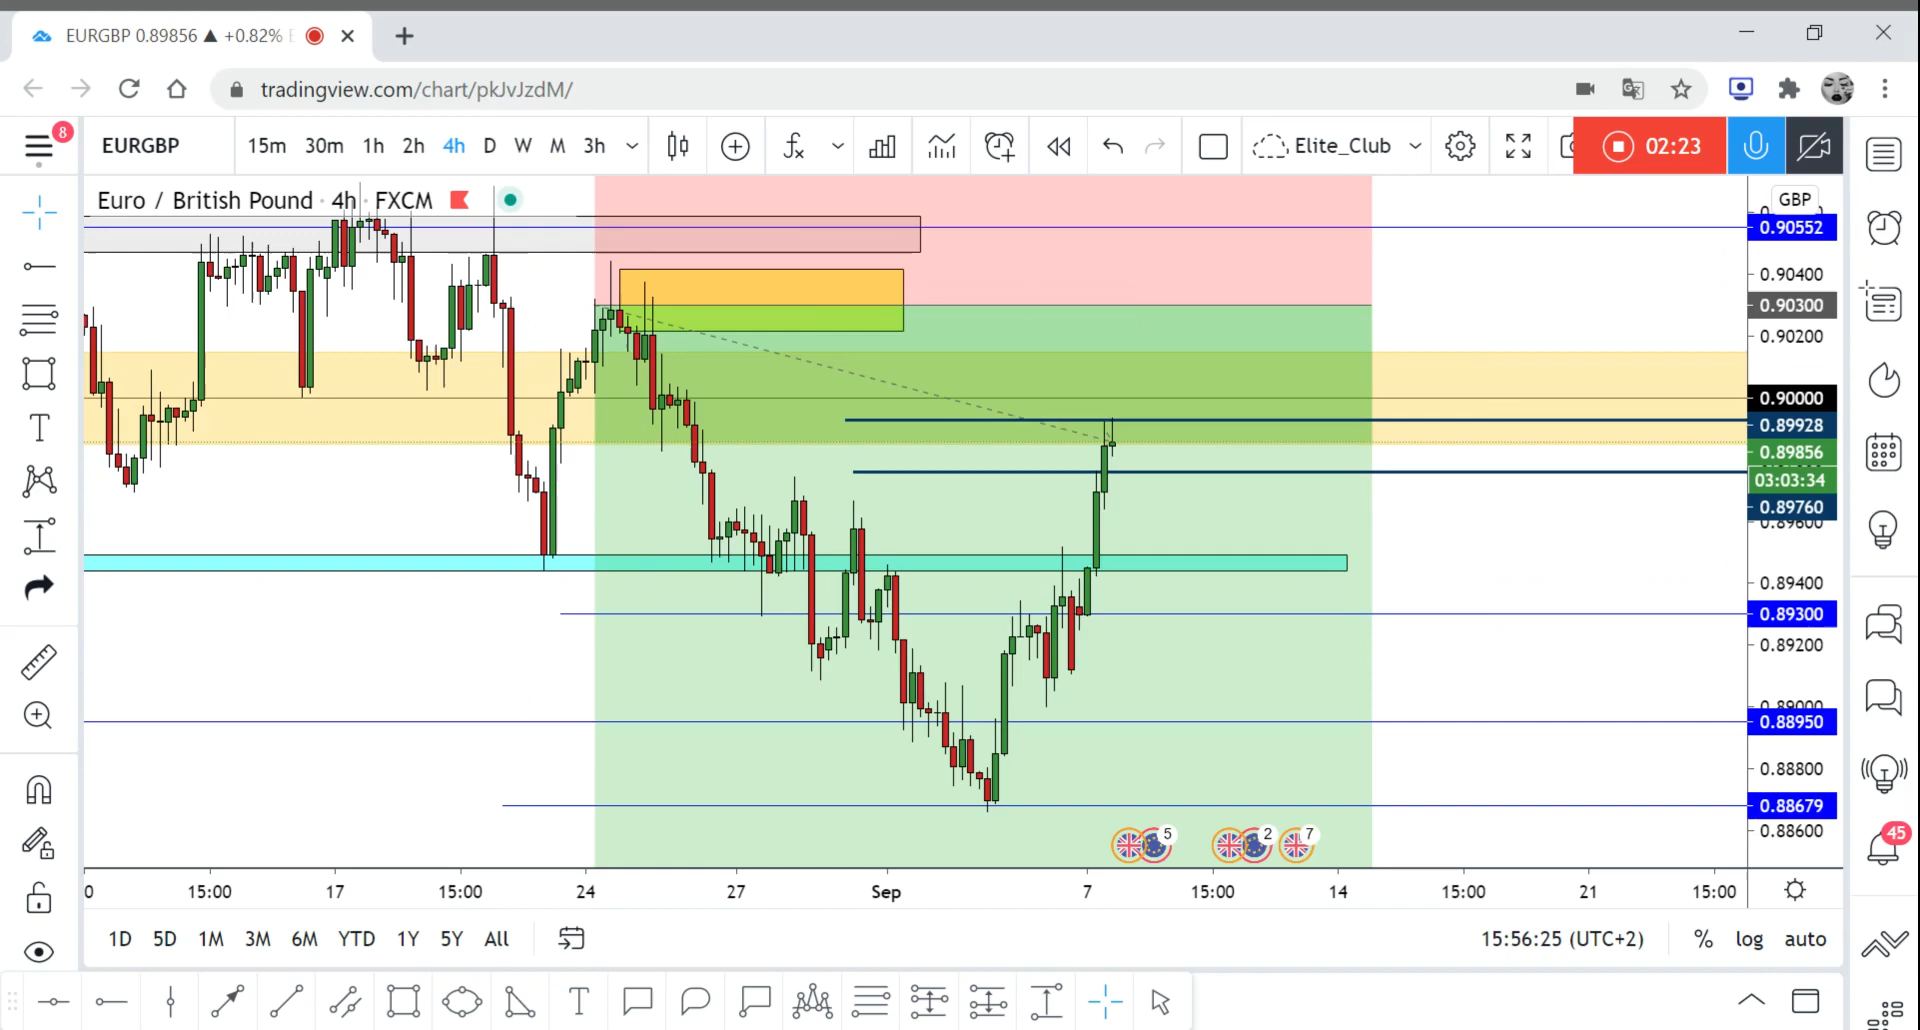 EURGBP 0.89856 ▲ +0.82%
tradingview.com/chart/pkJvJzdM/
8
EURGBP 15m 30m 1h 2h 4h D W M 3h Elite_Club 02:23
Euro / British Pound · 4h · FXCM
GBP
0.90552
0.90400
0.90300
0.90200
0.90000
0.89928
0.89856
03:03:34
0.89760
0.89600
0.89400
0.89300
0.89200
0.89000
0.88950
0.88800
0.88679
0.88600
5 2 7
45
0 15:00 17 15:00 24 27 Sep 7 15:00 14 15:00 21 15:00
1D 5D 1M 3M 6M YTD 1Y 5Y All 15:56:25 (UTC+2) % log auto